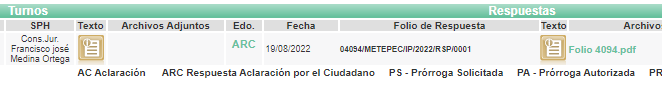 Turnos Respuestas
SPH Texto Archivos Adjuntos Edo. Fecha Folio de Respuesta Texto Archivo
Cons.Jur.
Francisco josé
Medina Ortega
ARC 19/08/2022 04094/METEPEC/IP/2022/RSP/0001 Folio 4094.pdf
AC Aclaración ARC Respuesta Aclaración por el Ciudadano PS - Prórroga Solicitada PA - Prórroga Autorizada PR